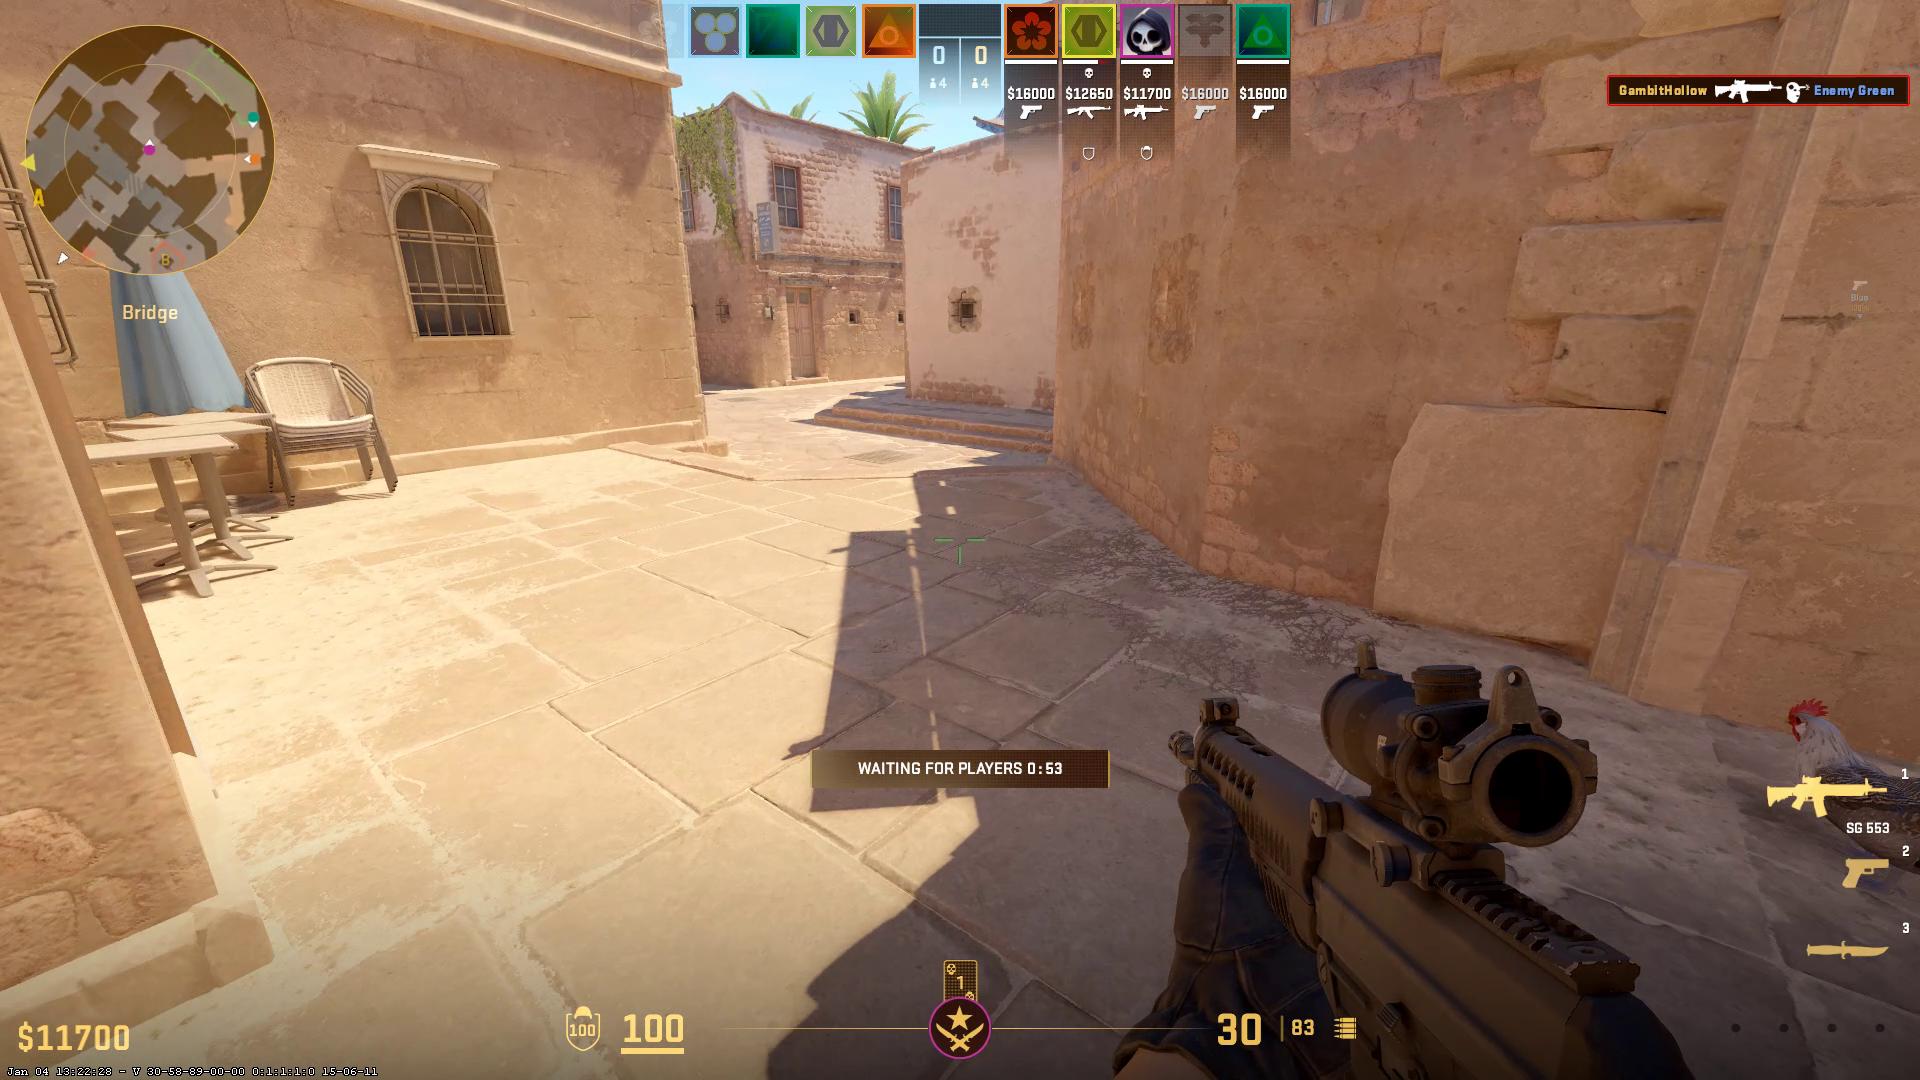 0 0
4 4
$16000 $12650 $11700 $16000 $16000
GambitHollow Enemy Green
A
B
Bridge
Blue
WAITING FOR PLAYERS 0:53
1
SG 553
2
3
1
$11700
100 100
30 83
Jan 04 13:22:28 - V 30-58-89-00-00 0:1:1:1:0 15-06-11